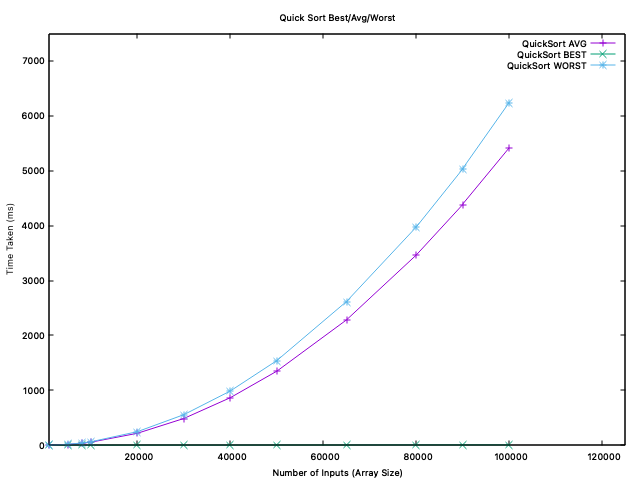 Quick Sort Best/Avg/Worst
QuickSort AVG
QuickSort BEST
QuickSort WORST
7000
6000
5000
4000
3000
2000
1000
0
Time Taken (ms)
20000 40000 60000 80000 100000 120000
Number of Inputs (Array Size)